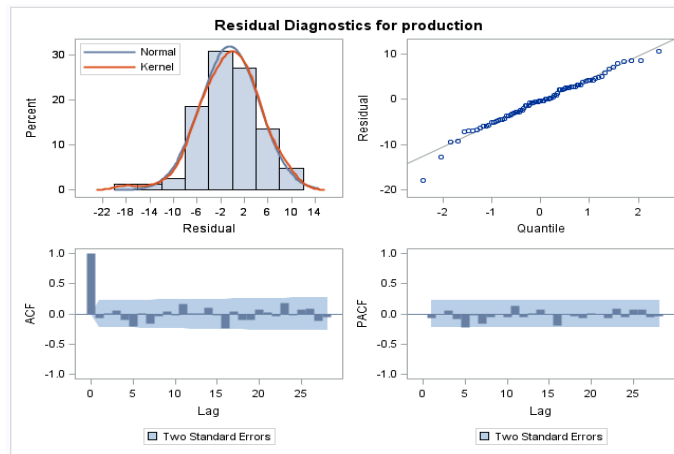 Residual Diagnostics for production
Normal
Kernel
Percent
30
20
10
0
-22 -18 -14 -10 -6 -2 2 6 10 14
Residual
Residual
10
0
-10
-20
-2 -1 0 1 2
Quantile
ACF
1.0
0.5
0.0
-0.5
-1.0
0 5 10 15 20 25
Lag
Two Standard Errors
PACF
1.0
0.5
0.0
-0.5
-1.0
0 5 10 15 20 25
Lag
Two Standard Errors